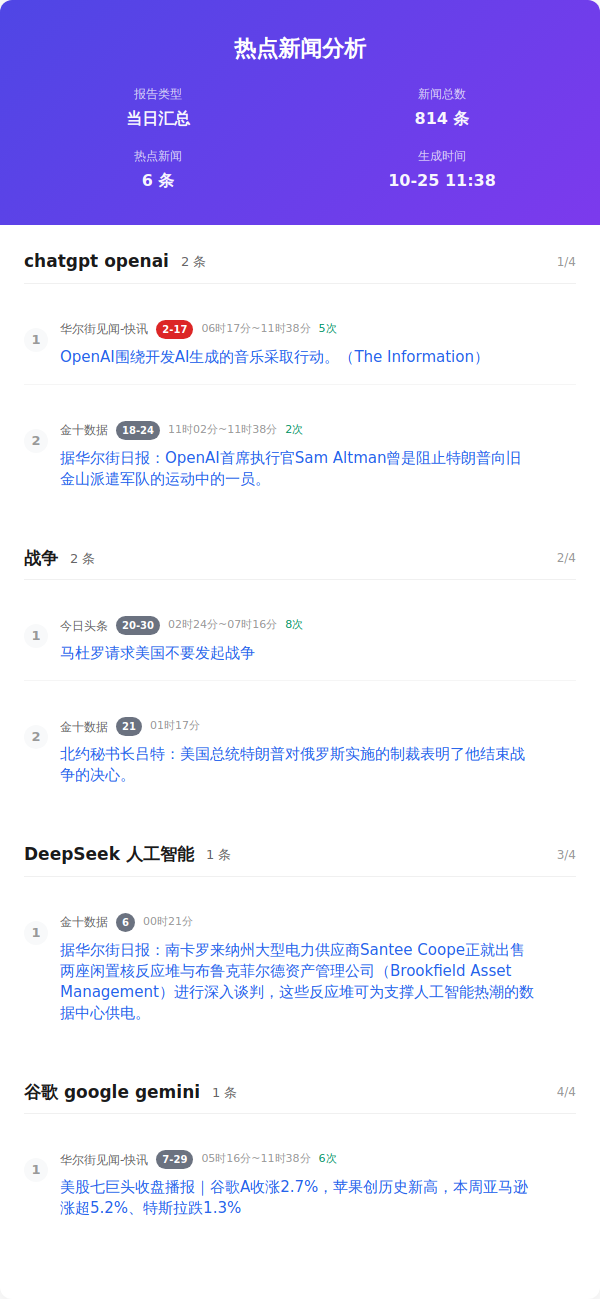 热点新闻分析
报告类型
当日汇总
新闻总数
814 条
热点新闻
6 条
生成时间
10-25 11:38
chatgpt openai 2 条 1/4
1 华尔街见闻-快讯 2-17 06时17分~11时38分 5次
OpenAI围绕开发AI生成的音乐采取行动。（The Information）
2 金十数据 18-24 11时02分~11时38分 2次
据华尔街日报：OpenAI首席执行官Sam Altman曾是阻止特朗普向旧
金山派遣军队的运动中的一员。
战争 2 条 2/4
1 今日头条 20-30 02时24分~07时16分 8次
马杜罗请求美国不要发起战争
2 金十数据 21 01时17分
北约秘书长吕特：美国总统特朗普对俄罗斯实施的制裁表明了他结束战
争的决心。
DeepSeek 人工智能 1 条 3/4
1 金十数据 6 00时21分
据华尔街日报：南卡罗来纳州大型电力供应商Santee Coope正就出售
两座闲置核反应堆与布鲁克菲尔德资产管理公司（Brookfield Asset
Management）进行深入谈判，这些反应堆可为支撑人工智能热潮的数
据中心供电。
谷歌 google gemini 1 条 4/4
1 华尔街见闻-快讯 7-29 05时16分~11时38分 6次
美股七巨头收盘播报｜谷歌A收涨2.7%，苹果创历史新高，本周亚马逊
涨超5.2%、特斯拉跌1.3%